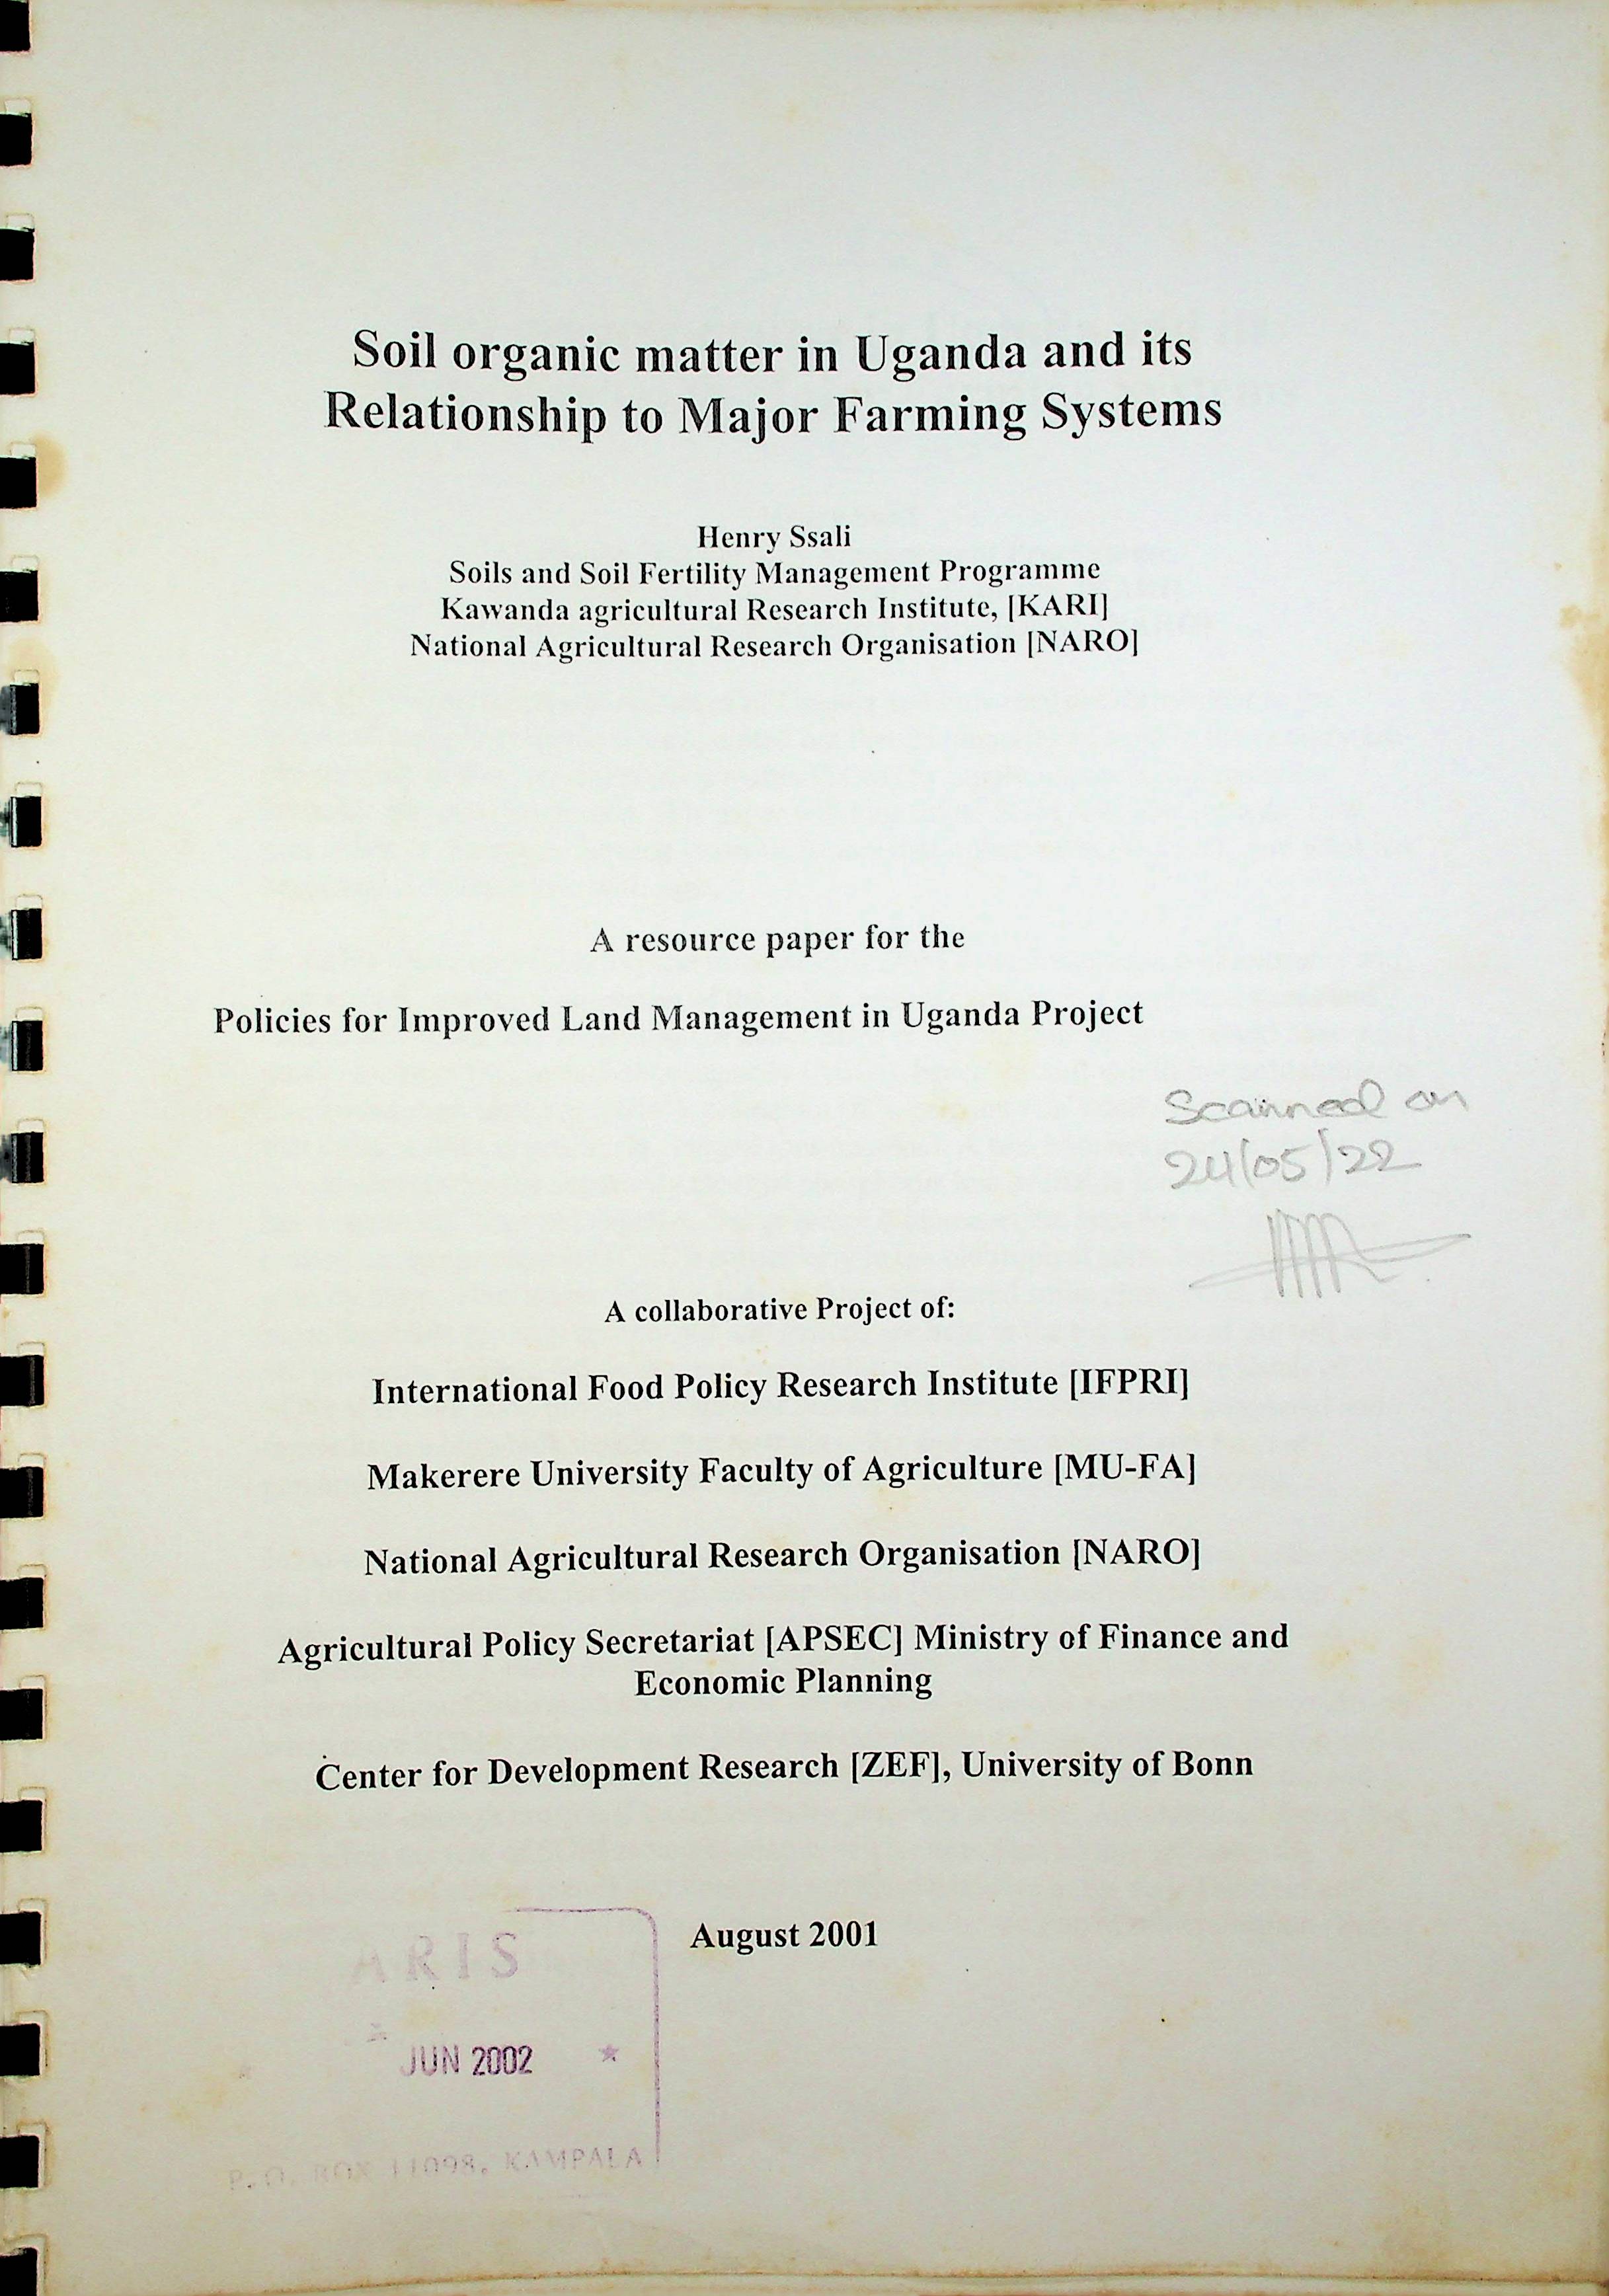 Soil organic matter in Uganda and its
Relationship to Major Farming Systems
Henry Ssali
Soils and Soil Fertility Management Programme
Kawanda agricultural Research Institute, [KARI]
National Agricultural Research Organisation [NARO]
A resource paper for the
Policies for Improved Land Management in Uganda Project
Scanned on
24/05/22
A collaborative Project of:
International Food Policy Research Institute [IFPRI]
Makerere University Faculty of Agriculture [MU-FA]
National Agricultural Research Organisation [NARO]
Agricultural Policy Secretariat [APSEC] Ministry of Finance and
Economic Planning
Center for Development Research [ZEF], University of Bonn
August 2001
ARIS
JUN 2002
P.O. BOX 11098, KAMPALA